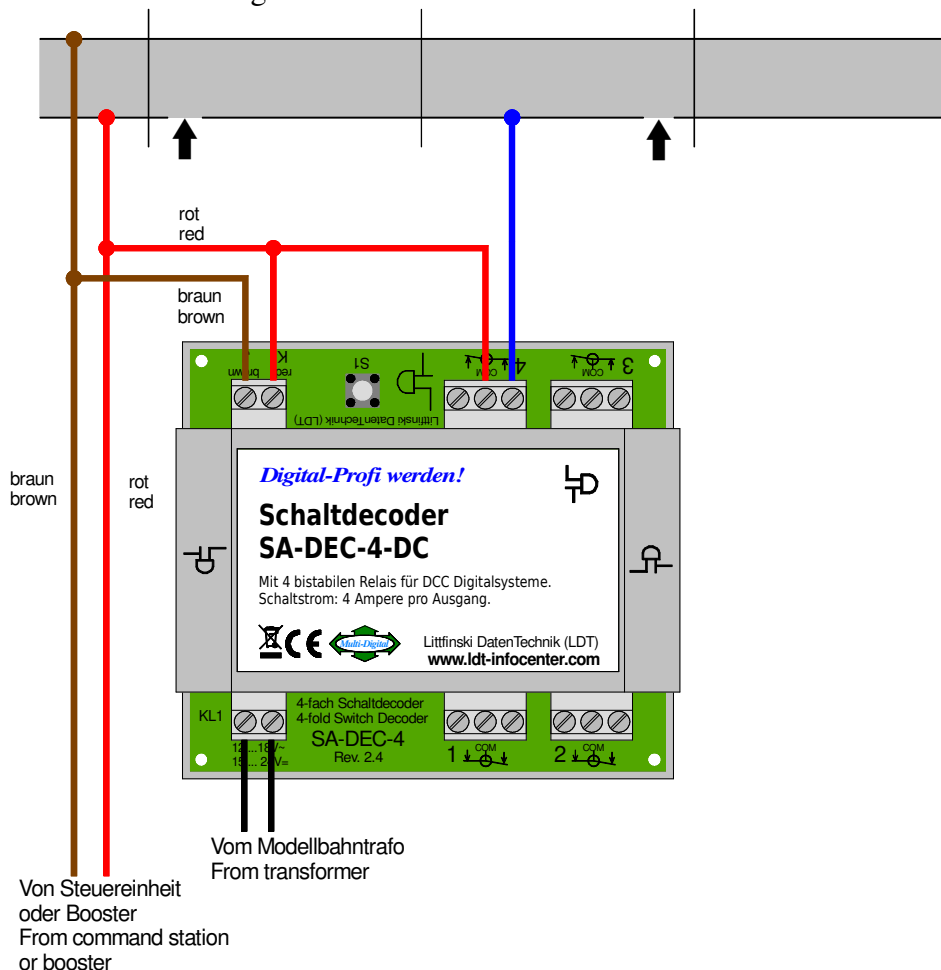 rot
red
braun
brown
K
brown
red
S1
COM
4
COM
3
Littfinski DatenTechnik (LDT)
braun
brown
rot
red
Digital-Profi werden!
Schaltdecoder
SA-DEC-4-DC
Mit 4 bistabilen Relais für DCC Digitalsysteme.
Schaltstrom: 4 Ampere pro Ausgang.
CE
Multi-Digital
Littfinski DatenTechnik (LDT)
www.ldt-infocenter.com
KL1
4-fach Schaltdecoder
4-fold Switch Decoder
SA-DEC-4
Rev. 2.4
1 COM
2 COM
Vom Modellbahntrafo
From transformer
Von Steuereinheit
oder Booster
From command station
or booster